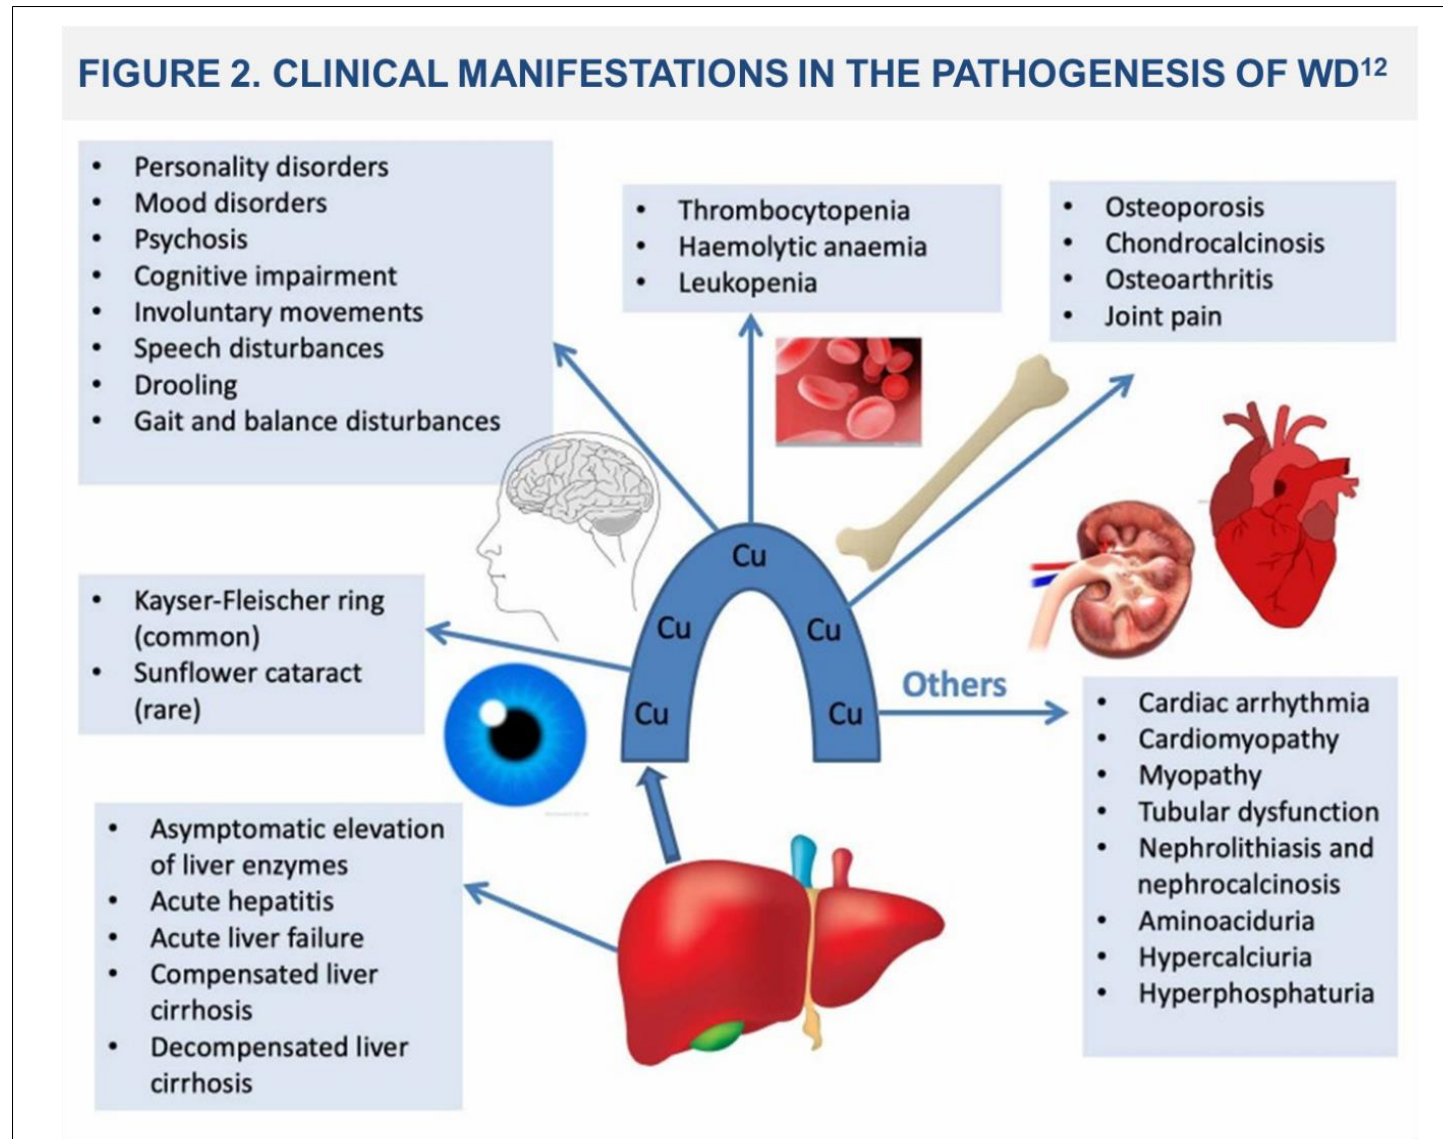 FIGURE 2. CLINICAL MANIFESTATIONS IN THE PATHOGENESIS OF WD¹²
• Personality disorders
• Mood disorders
• Psychosis
• Cognitive impairment
• Involuntary movements
• Speech disturbances
• Drooling
• Gait and balance disturbances
• Thrombocytopenia
• Haemolytic anaemia
• Leukopenia
• Osteoporosis
• Chondrocalcinosis
• Osteoarthritis
• Joint pain
• Kayser-Fleischer ring
(common)
• Sunflower cataract
(rare)
Cu
Cu
Cu
Cu
Cu
Others
• Asymptomatic elevation
of liver enzymes
• Acute hepatitis
• Acute liver failure
• Compensated liver
cirrhosis
• Decompensated liver
cirrhosis
• Cardiac arrhythmia
• Cardiomyopathy
• Myopathy
• Tubular dysfunction
• Nephrolithiasis and
nephrocalcinosis
• Aminoaciduria
• Hypercalciuria
• Hyperphosphaturia